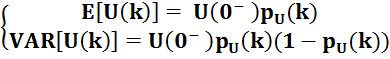 E[U(k)] = U(0⁻)p_U(k)
VAR[U(k)] = U(0⁻)p_U(k)(1 − p_U(k))